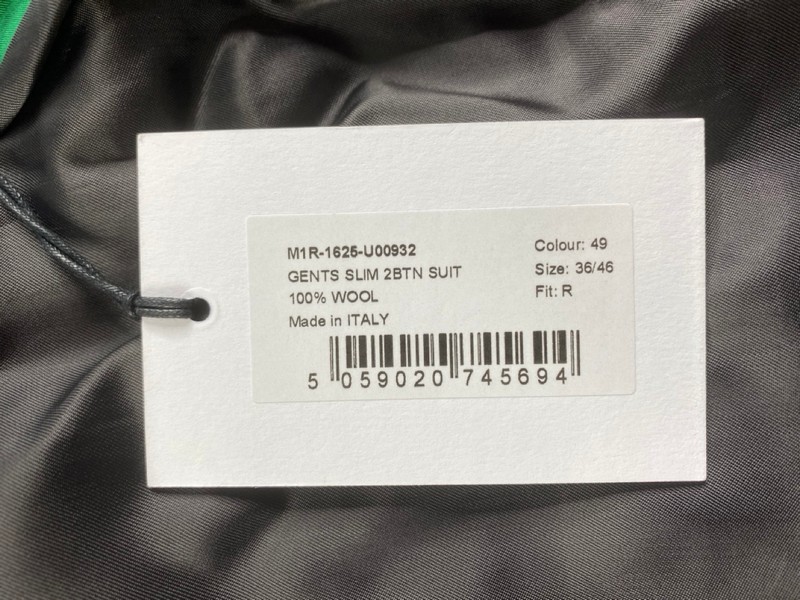 M1R-1625-U00932
GENTS SLIM 2BTN SUIT
100% WOOL
Made in ITALY
Colour: 49
Size: 36/46
Fit: R
5 059020 745694